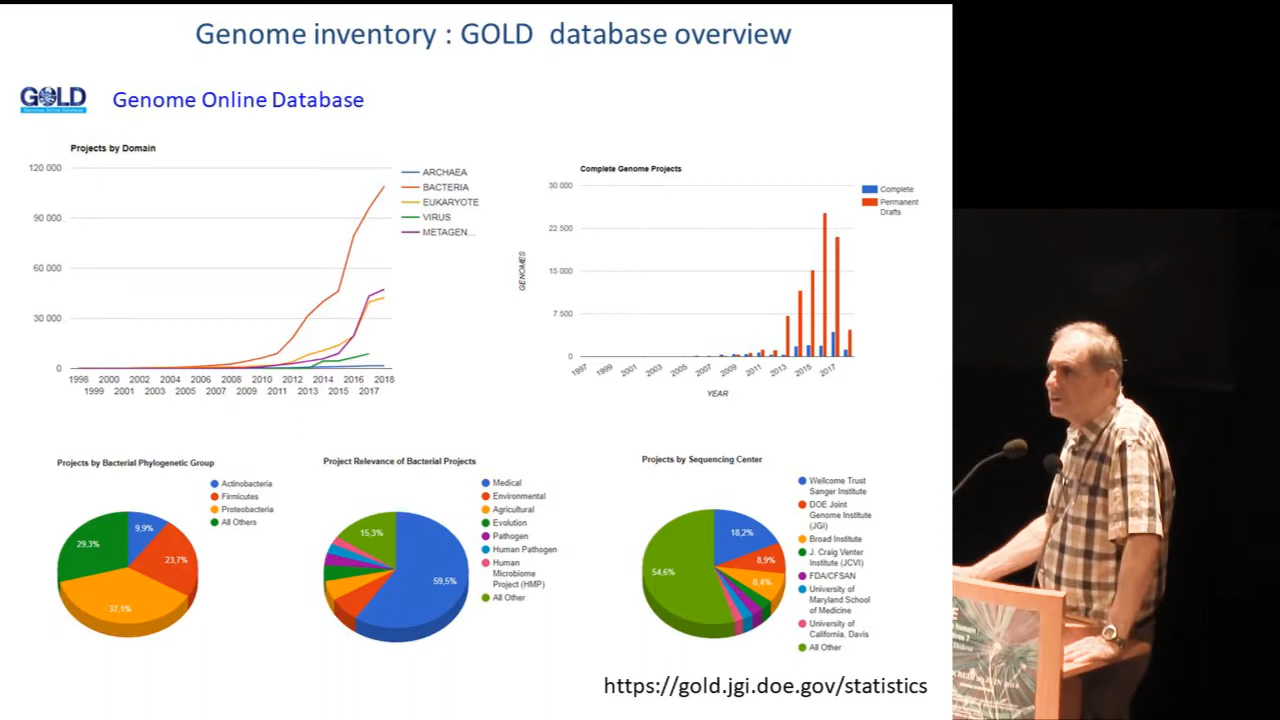 Genome inventory : GOLD database overview
GOLD
Genome Online Database
Projects by Domain
120 000
90 000
60 000
30 000
0
1998 2000 2002 2004 2006 2008 2010 2012 2014 2016 2018
1999 2001 2003 2005 2007 2009 2011 2013 2015 2017
ARCHAEA
BACTERIA
EUKARYOTE
VIRUS
METAGEN...
Complete Genome Projects
30 000
22 500
15 000
7 500
0
GENOMES
1997 1999 2001 2003 2005 2007 2009 2011 2013 2015 2017
YEAR
Complete
Permanent
Drafts
Projects by Bacterial Phylogenetic Group
Actinobacteria
Firmicutes
Proteobacteria
All Others
9,9%
23,7%
37,1%
29,3%
Project Relevance of Bacterial Projects
Medical
Environmental
Agricultural
Evolution
Pathogen
Human Pathogen
Human
Microbiome
Project (HMP)
All Other
15,3%
59,5%
Projects by Sequencing Center
Wellcome Trust
Sanger Institute
DOE Joint
Genome Institute
(JGI)
Broad Institute
J. Craig Venter
Institute (JCVI)
FDA/CFSAN
University of
Maryland School
of Medicine
University of
California, Davis
All Other
18,2%
8,9%
8,4%
54,6%
https://gold.jgi.doe.gov/statistics